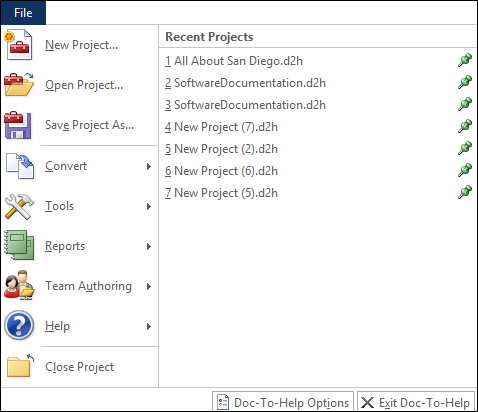 File
New Project...
Open Project...
Save Project As...
Convert
Tools
Reports
Team Authoring
Help
Close Project
Recent Projects
1 All About San Diego.d2h
2 SoftwareDocumentation.d2h
3 SoftwareDocumentation.d2h
4 New Project (7).d2h
5 New Project (2).d2h
6 New Project (6).d2h
7 New Project (5).d2h
Doc-To-Help Options
Exit Doc-To-Help